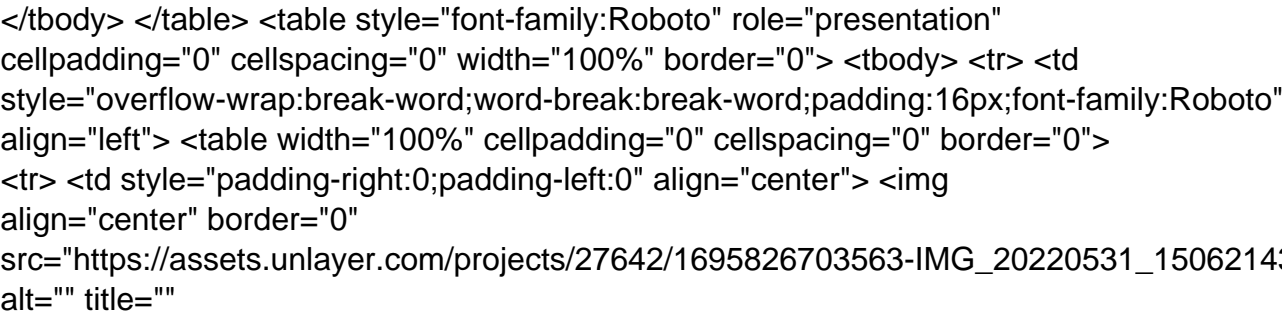 </tbody> </table> <table style="font-family:Roboto" role="presentation"
cellpadding="0" cellspacing="0" width="100%" border="0"> <tbody> <tr> <td
style="overflow-wrap:break-word;word-break:break-word;padding:16px;font-family:Roboto"
align="left"> <table width="100%" cellpadding="0" cellspacing="0" border="0">
<tr> <td style="padding-right:0;padding-left:0" align="center"> <img
align="center" border="0"
src="https://assets.unlayer.com/projects/27642/1695826703563-IMG_20220531_15062143
alt="" title=""